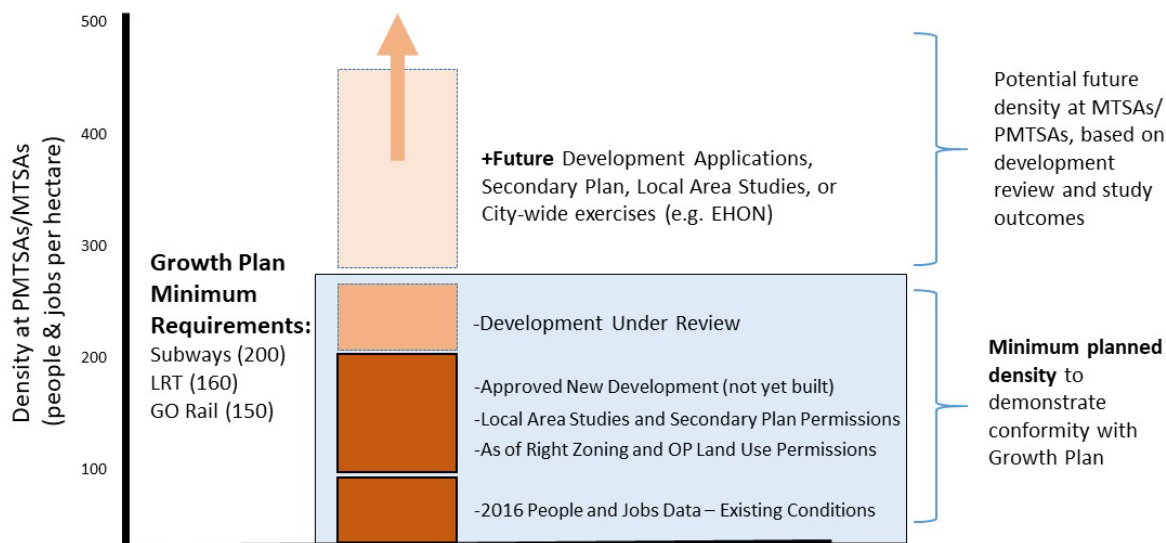 Density at PMTSAs/MTSAs
(people & jobs per hectare)
500
400
300
200
100
Growth Plan
Minimum
Requirements:
Subways (200)
LRT (160)
GO Rail (150)
+Future Development Applications,
Secondary Plan, Local Area Studies, or
City-wide exercises (e.g. EHON)
-Development Under Review
-Approved New Development (not yet built)
-Local Area Studies and Secondary Plan Permissions
-As of Right Zoning and OP Land Use Permissions
-2016 People and Jobs Data – Existing Conditions
Potential future
density at MTSAs/
PMTSAs, based on
development
review and study
outcomes
Minimum planned
density to
demonstrate
conformity with
Growth Plan